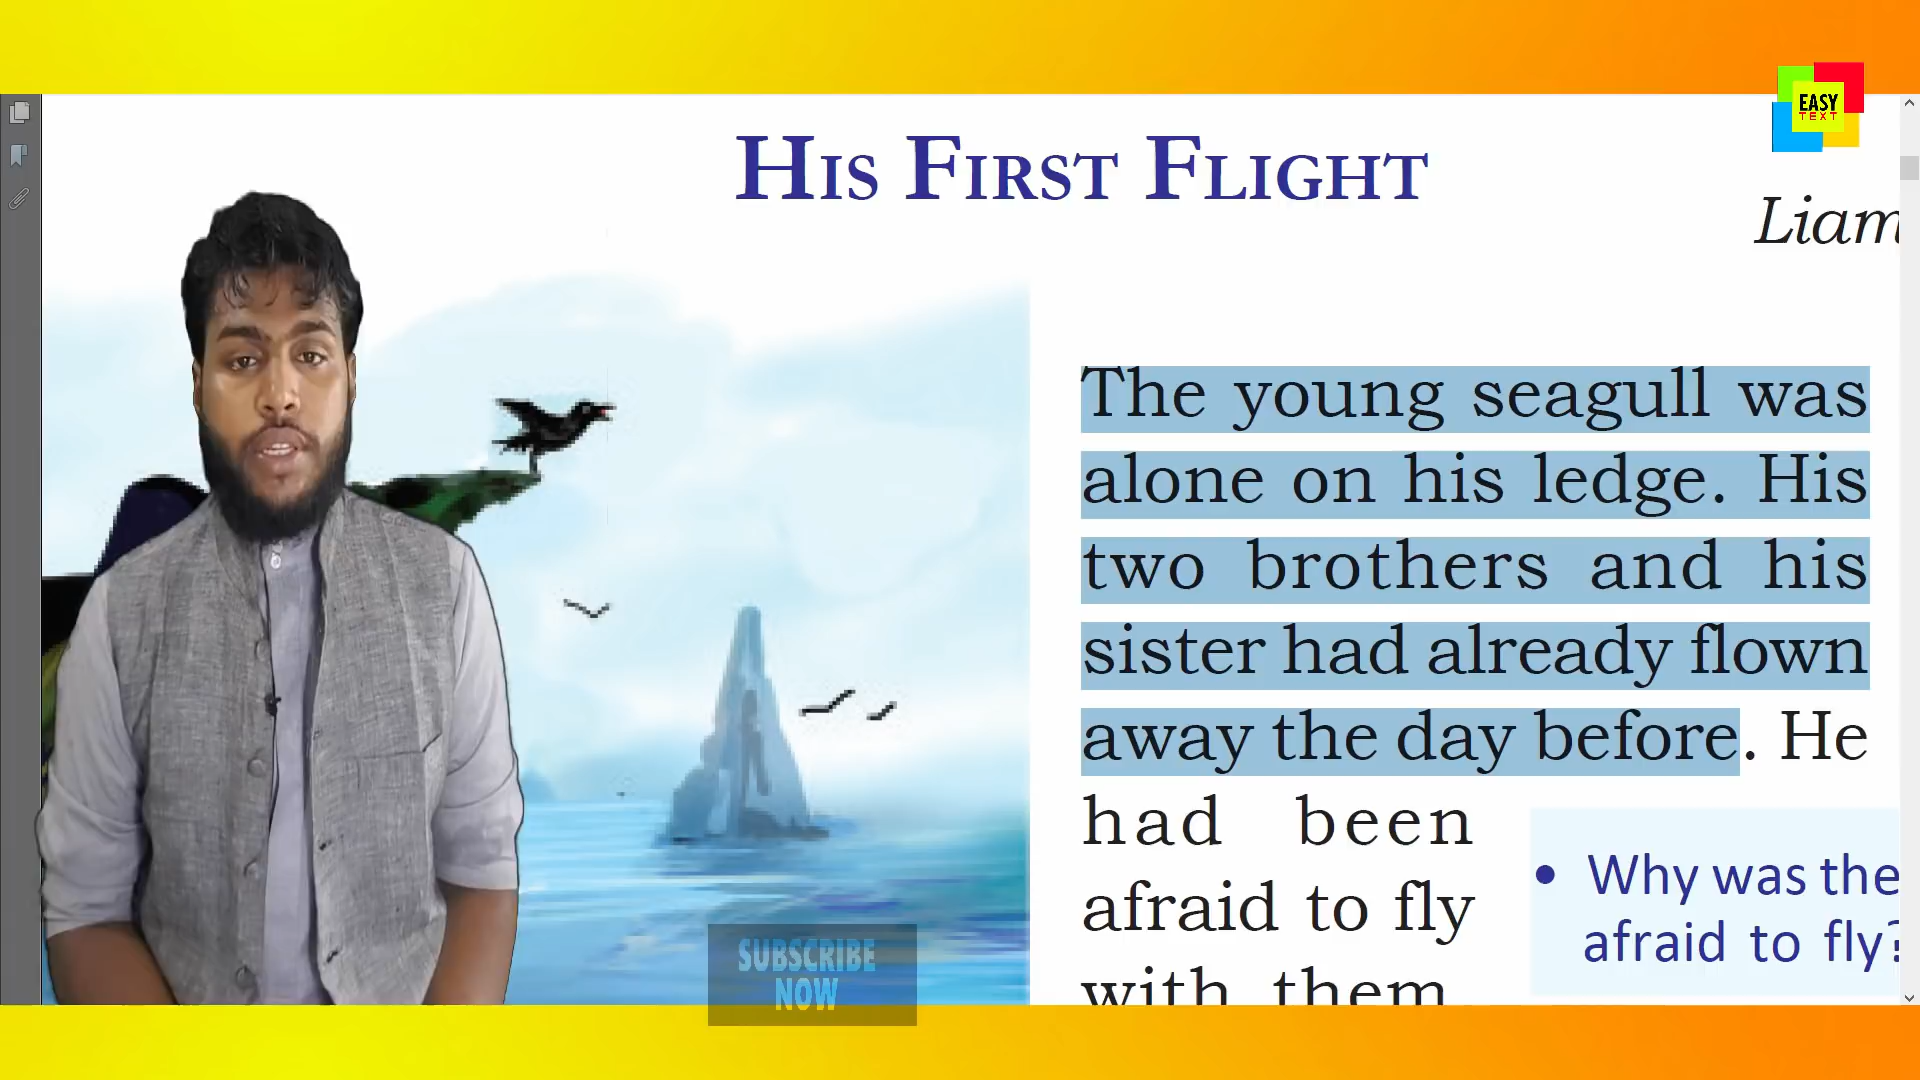 HIS FIRST FLIGHT
EASY
TEXT
Liam
The young seagull was
alone on his ledge. His
two brothers and his
sister had already flown
away the day before. He
had been
afraid to fly
with them.
• Why was the
afraid to fly?
SUBSCRIBE
NOW